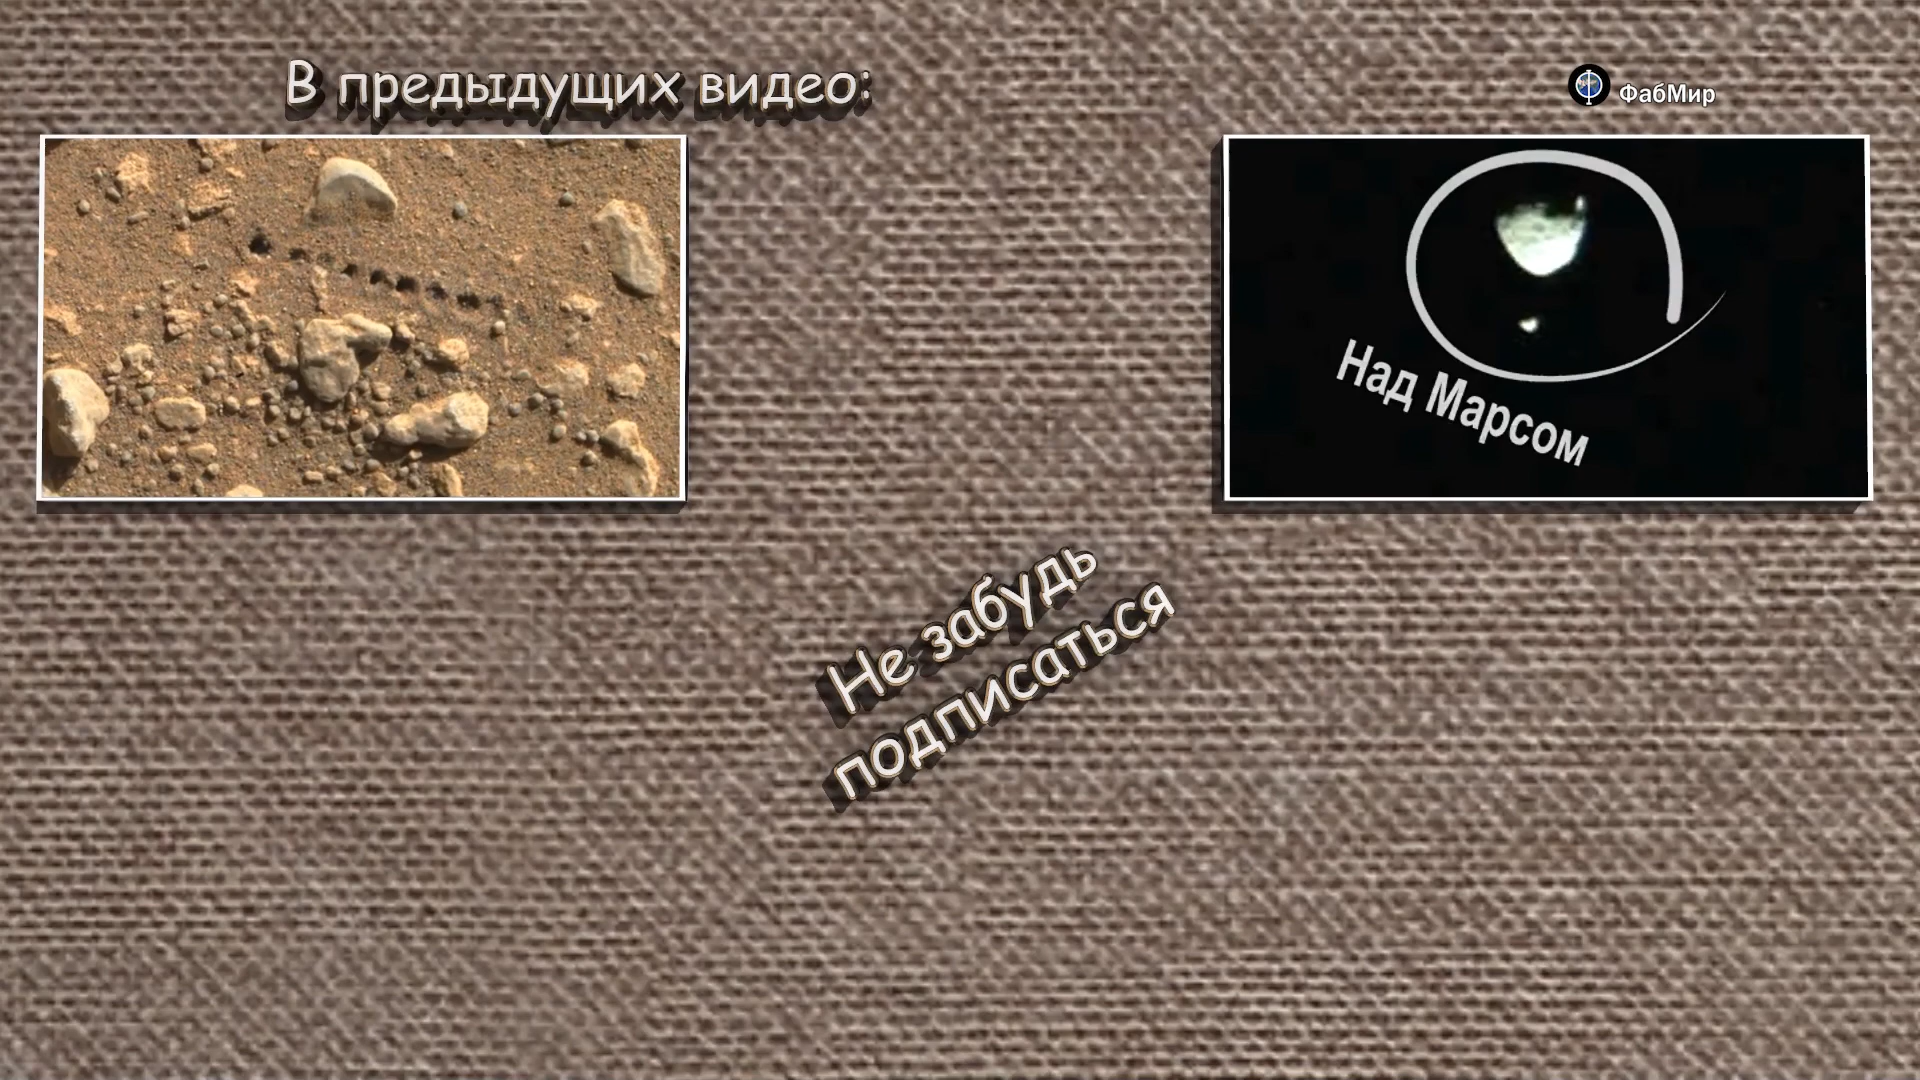 В предыдущих видео:
ФабМир
Над Марсом
Не забудь
подписаться